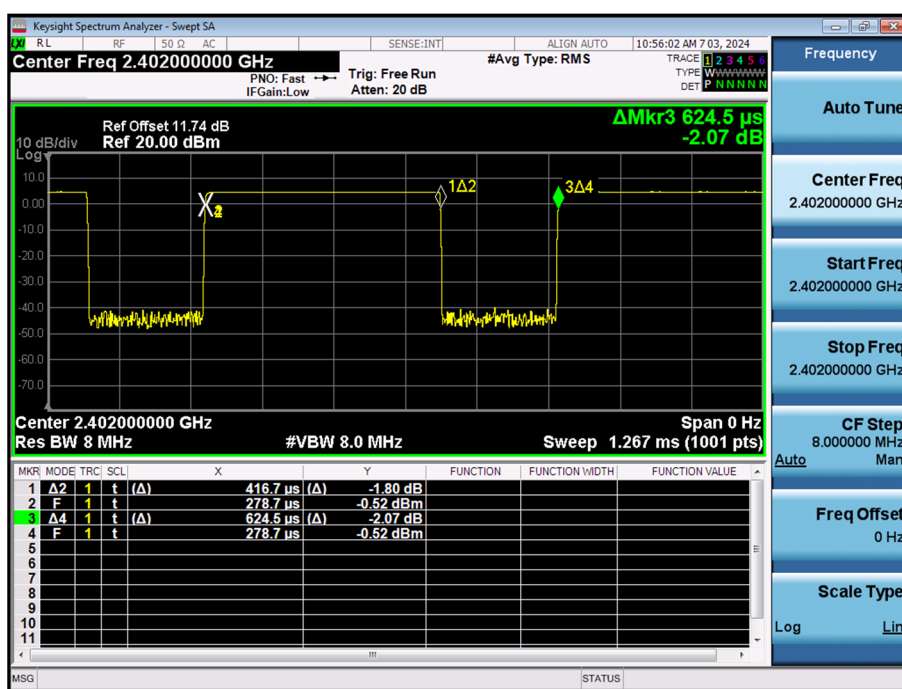 Keysight Spectrum Analyzer - Swept SA
LXI RL RF 50 Ω AC SENSE:INT ALIGN AUTO 10:56:02 AM 7 03, 2024
Center Freq 2.402000000 GHz
PNO: Fast
IFGain:Low
Trig: Free Run
Atten: 20 dB
#Avg Type: RMS
TRACE 1 2 3 4 5 6
TYPE WWWWWW
DET P N N N N N
ΔMkr3 624.5 µs
-2.07 dB
Ref Offset 11.74 dB
10 dB/div Ref 20.00 dBm
Log
10.0
0.00
-10.0
-20.0
-30.0
-40.0
-50.0
-60.0
-70.0
1Δ2
3Δ4
Center 2.402000000 GHz Span 0 Hz
Res BW 8 MHz #VBW 8.0 MHz Sweep 1.267 ms (1001 pts)
MKR MODE TRC SCL X Y FUNCTION FUNCTION WIDTH FUNCTION VALUE
1 Δ2 1 t (Δ) 416.7 µs (Δ) -1.80 dB
2 F 1 t 278.7 µs -0.52 dBm
3 Δ4 1 t (Δ) 624.5 µs (Δ) -2.07 dB
4 F 1 t 278.7 µs -0.52 dBm
5
6
7
8
9
10
11
MSG STATUS
Frequency
Auto Tune
Center Freq
2.402000000 GHz
Start Freq
2.402000000 GHz
Stop Freq
2.402000000 GHz
CF Step
8.000000 MHz
Auto Man
Freq Offset
0 Hz
Scale Type
Log Lin